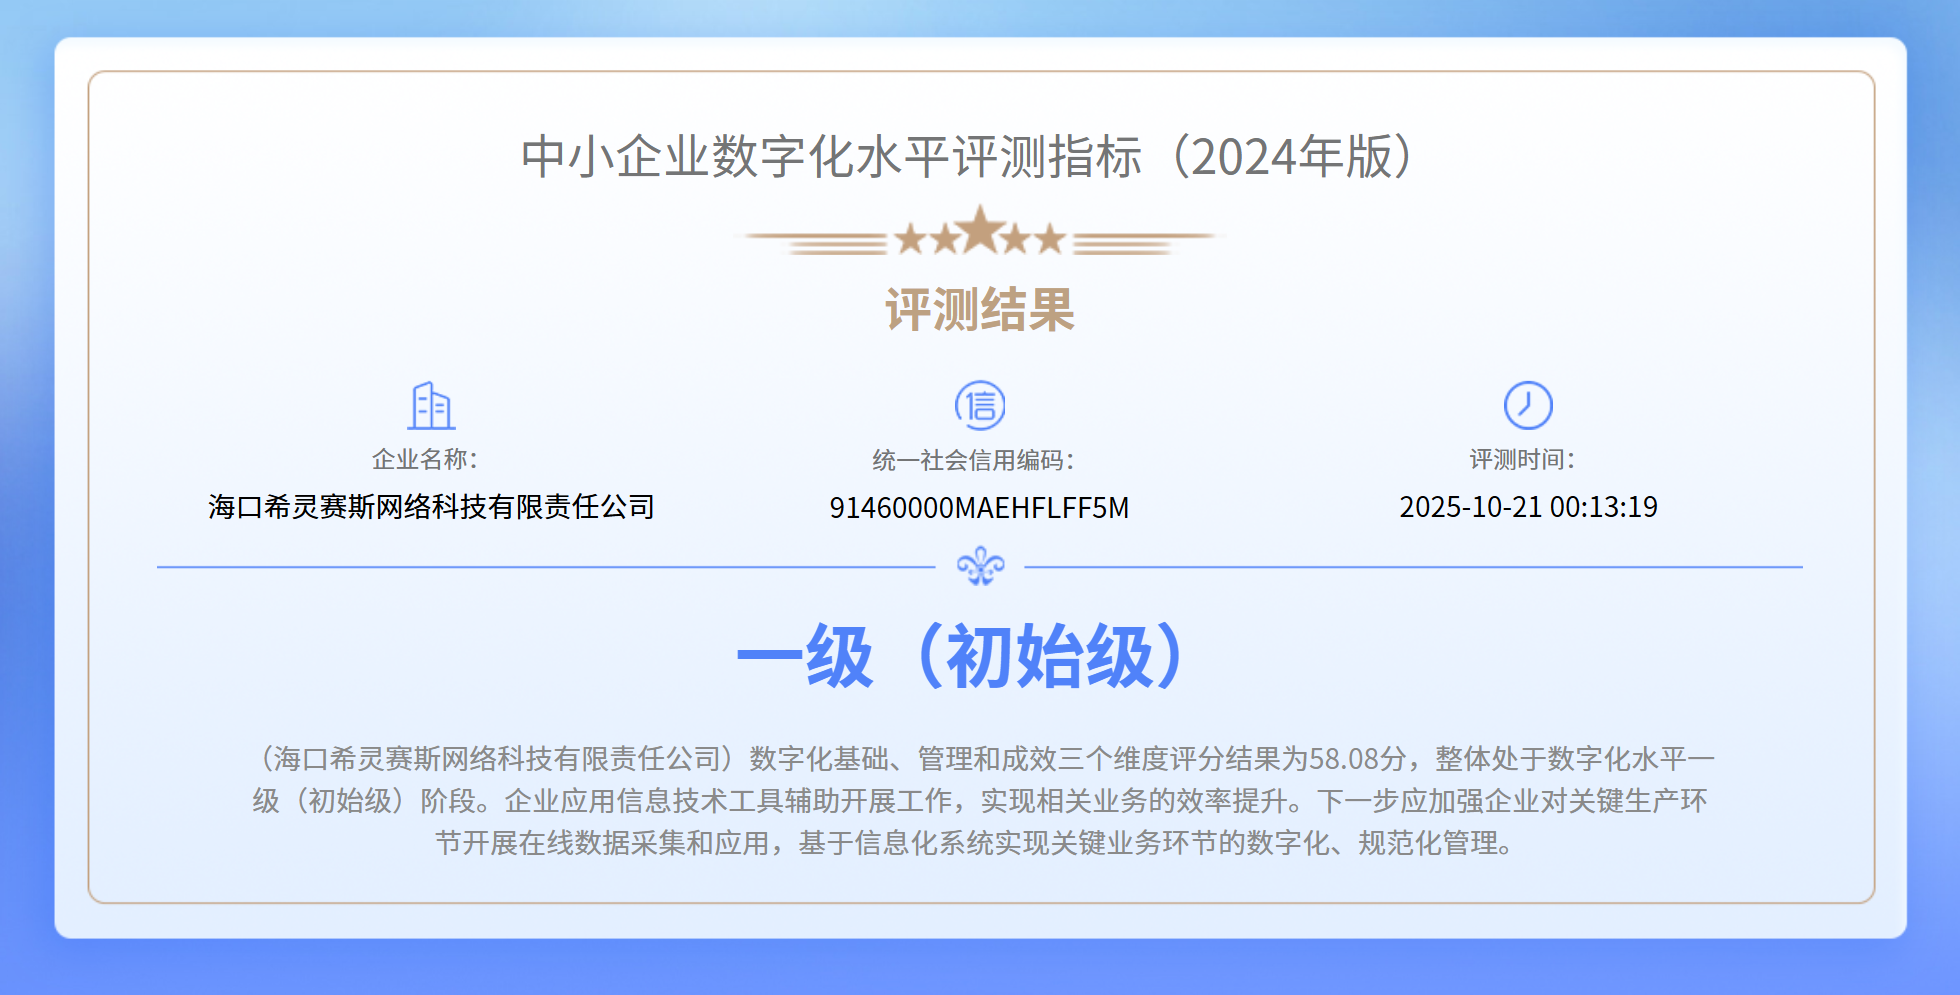 中小企业数字化水平评测指标（2024年版）
评测结果
信
企业名称：
统一社会信用编码：
评测时间：
海口希灵赛斯网络科技有限责任公司
91460000MAEHFLFF5M
2025-10-21 00:13:19
一级（初始级）
（海口希灵赛斯网络科技有限责任公司）数字化基础、管理和成效三个维度评分结果为58.08分，整体处于数字化水平一
级（初始级）阶段。企业应用信息技术工具辅助开展工作，实现相关业务的效率提升。下一步应加强企业对关键生产环
节开展在线数据采集和应用，基于信息化系统实现关键业务环节的数字化、规范化管理。